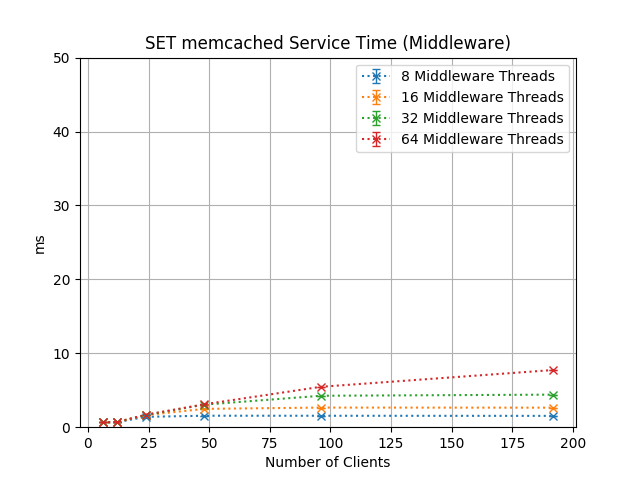 SET memcached Service Time (Middleware)
50
40
30
20
10
0
ms
8 Middleware Threads
16 Middleware Threads
32 Middleware Threads
64 Middleware Threads
0 25 50 75 100 125 150 175 200
Number of Clients